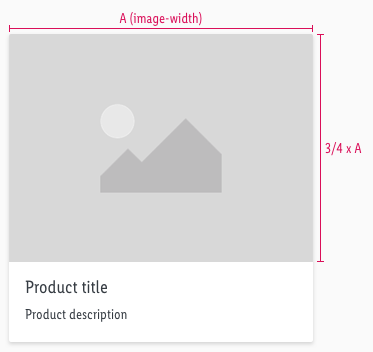 A (image-width)
3/4 x A
Product title
Product description